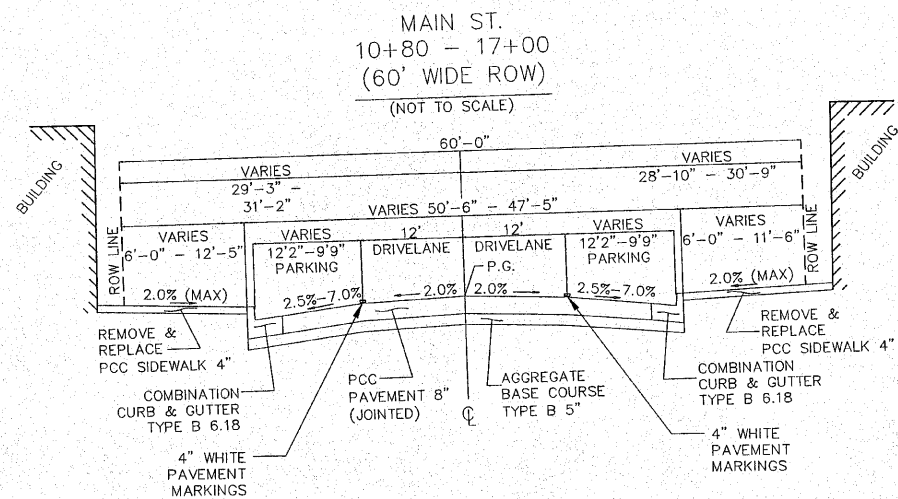 MAIN ST.
10+80 - 17+00
(60' WIDE ROW)
(NOT TO SCALE)
BUILDING
BUILDING
60'-0"
VARIES
29'-3" -
31'-2"
VARIES
28'-10" - 30'-9"
VARIES 50'-6" - 47'-5"
ROW LINE
VARIES
6'-0" - 12'-5"
VARIES
12'2"-9'9"
PARKING
12'
DRIVELANE
12'
DRIVELANE
VARIES
12'2"-9'9"
PARKING
VARIES
6'-0" - 11'-6"
ROW LINE
P.G.
2.0% (MAX)
2.5%-7.0%
2.0%
2.0%
2.5%-7.0%
2.0% (MAX)
REMOVE &
REPLACE
PCC SIDEWALK 4"
COMBINATION
CURB & GUTTER
TYPE B 6.18
4" WHITE
PAVEMENT
MARKINGS
PCC
PAVEMENT 8"
(JOINTED)
℄
AGGREGATE
BASE COURSE
TYPE B 5"
4" WHITE
PAVEMENT
MARKINGS
COMBINATION
CURB & GUTTER
TYPE B 6.18
REMOVE &
REPLACE
PCC SIDEWALK 4"